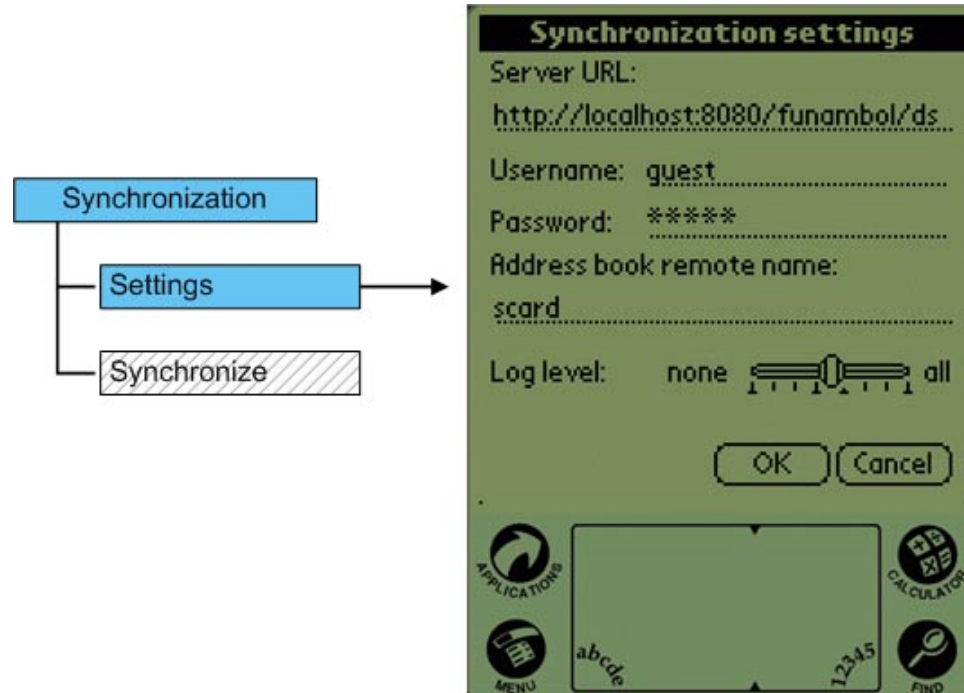 Synchronization
Settings
Synchronize
Synchronization settings
Server URL:
http://localhost:8080/funambol/ds
Username: guest
Password: *****
Address book remote name:
scard
Log level: none all
OK Cancel
APPLICATIONS
CALCULATOR
MENU
abcde
12345
FIND